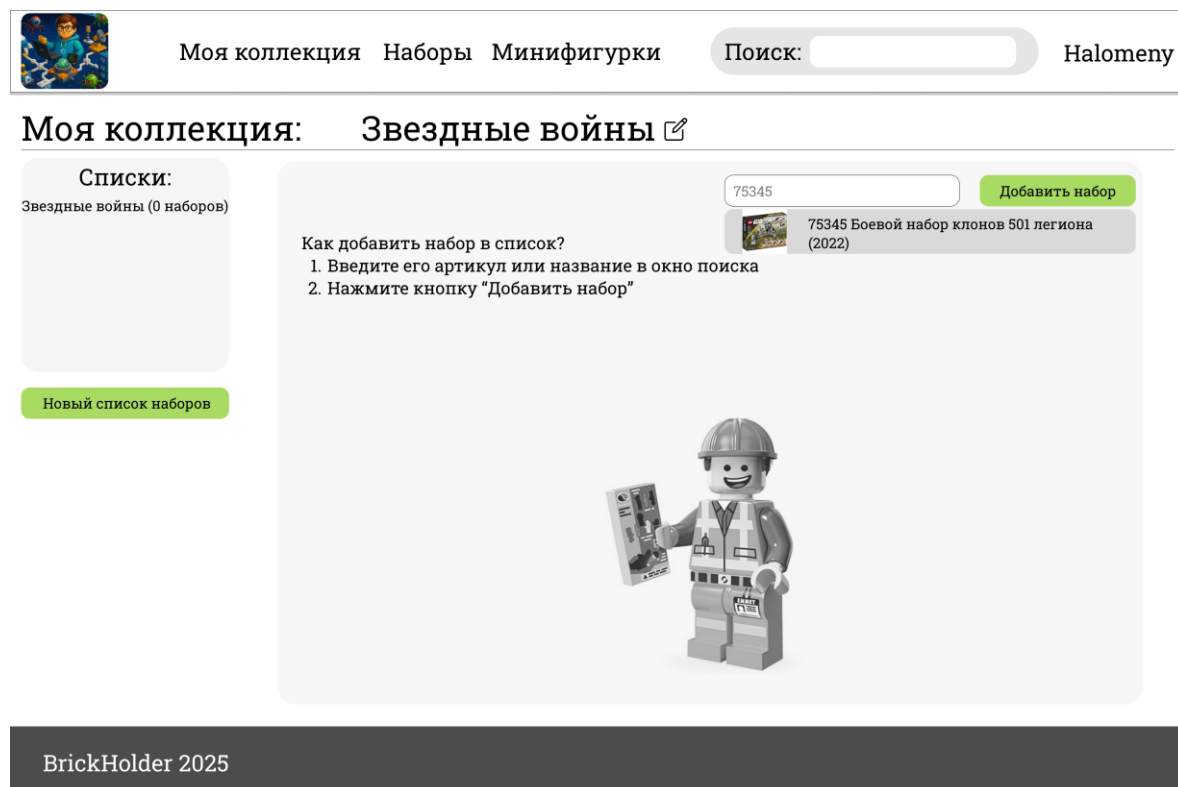 Моя коллекция Наборы Минифигурки Поиск: Halomeny
Моя коллекция: Звездные войны
Списки:
Звездные войны (0 наборов)
Новый список наборов
75345 Добавить набор
75345 Боевой набор клонов 501 легиона
(2022)
Как добавить набор в список?
1. Введите его артикул или название в окно поиска
2. Нажмите кнопку “Добавить набор”
EMMET
BrickHolder 2025